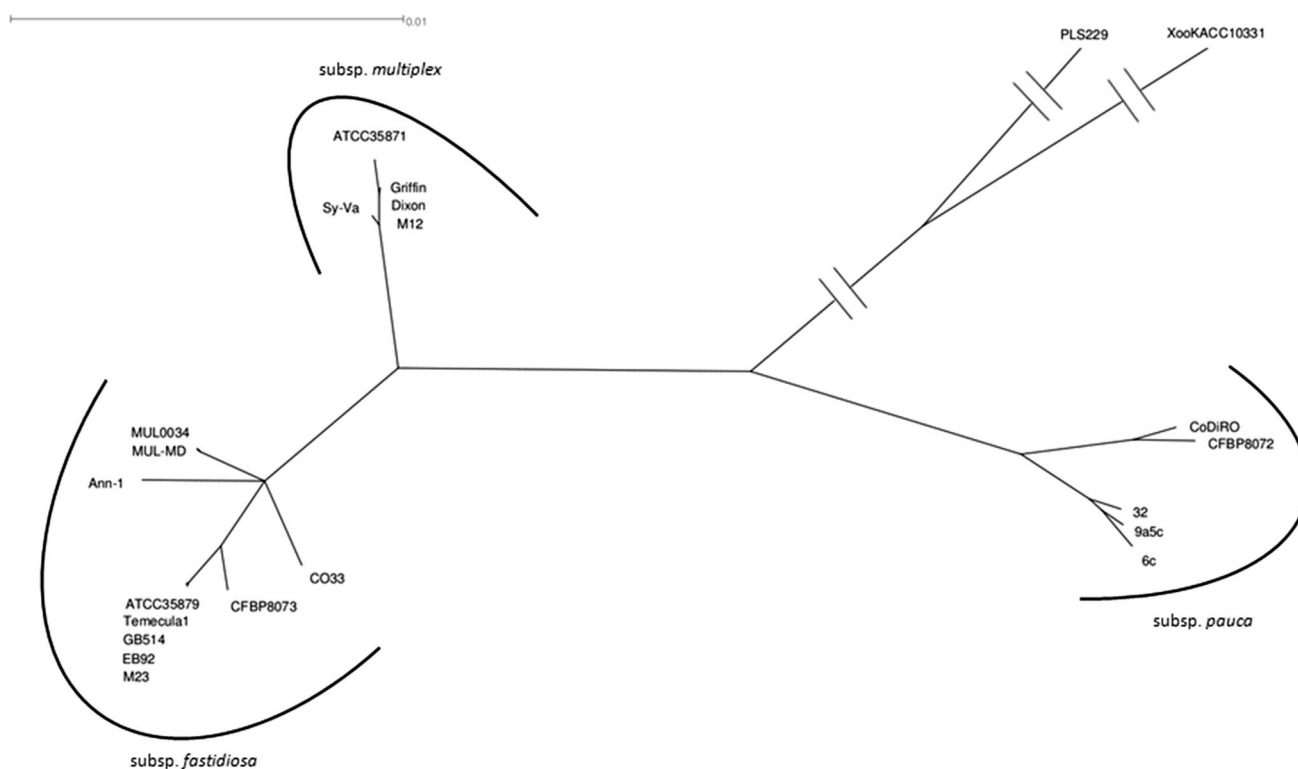 0.01
PLS229
XooKACC10331
subsp. multiplex
ATCC35871
Griffin
Dixon
M12
Sy-Va
CoDiRO
CFBP8072
MUL0034
MUL-MD
Ann-1
32
9a5c
6c
CO33
ATCC35879
Temecula1
GB514
EB92
M23
CFBP8073
subsp. pauca
subsp. fastidiosa